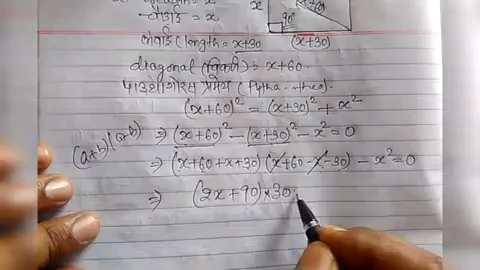 चौड़ाई = x
x
x+60
90°
लंबाई (length = x+30
(x+30)
diagonal (विकर्ण) = x+60.
पाइथागोरस प्रमेय (Pytha. theo).
(x+60)² = (x+30)² + x²
(a+b)(a-b) ⇒ (x+60)² - (x+30)² - x² = 0
⇒ (x+60+x+30) (x+60-x-30) - x² = 0
⇒ (2x+90)×30